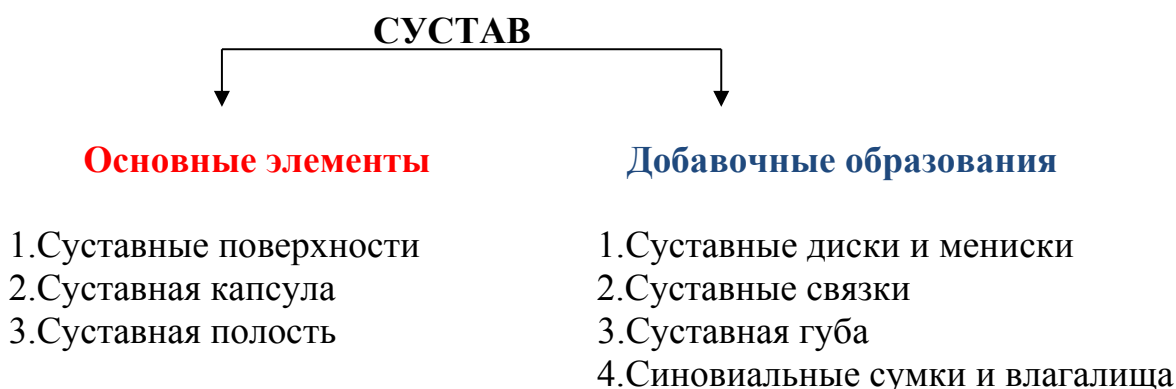 СУСТАВ
Основные элементы
1.Суставные поверхности
2.Суставная капсула
3.Суставная полость
Добавочные образования
1.Суставные диски и мениски
2.Суставные связки
3.Суставная губа
4.Синовиальные сумки и влагалища